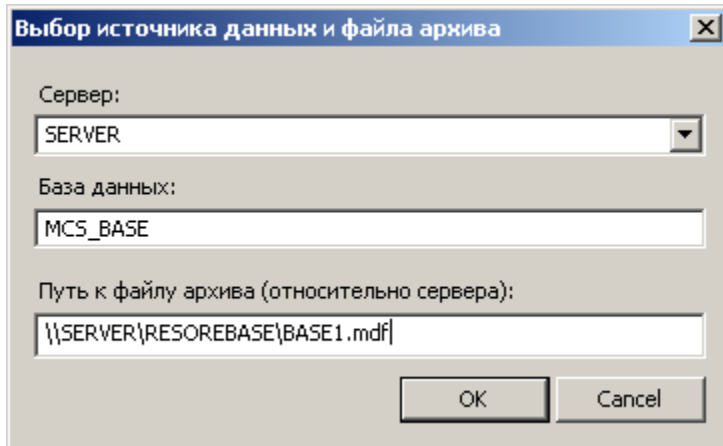 Выбор источника данных и файла архива
Сервер:
SERVER
База данных:
MCS_BASE
Путь к файлу архива (относительно сервера):
\\SERVER\RESOREBASE\BASE1.mdf
OK Cancel